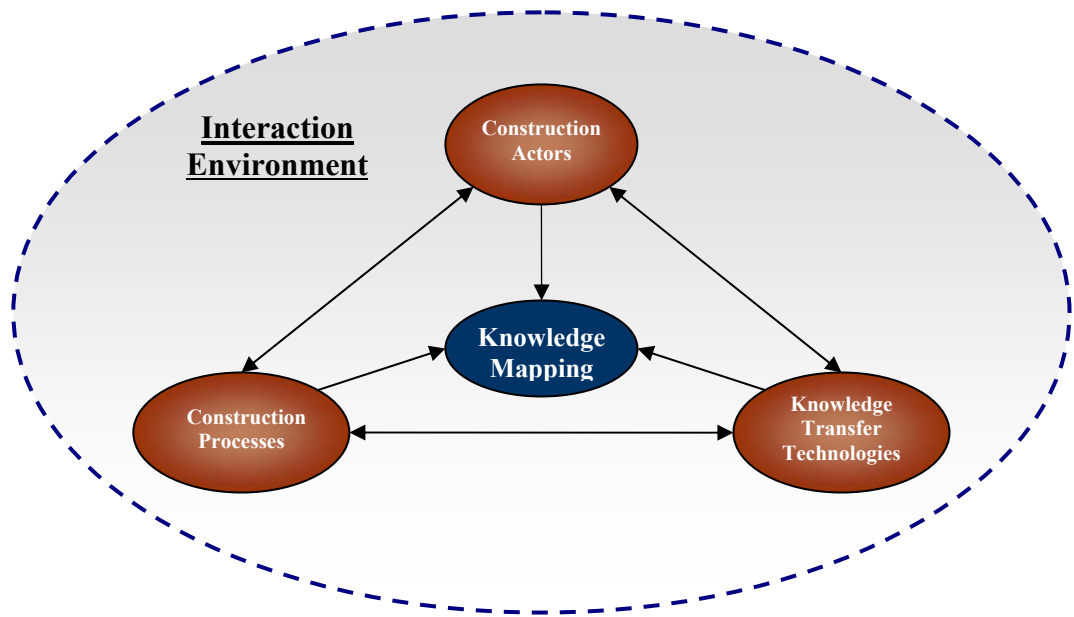 Interaction
Environment
Construction
Actors
Knowledge
Mapping
Construction
Processes
Knowledge
Transfer
Technologies